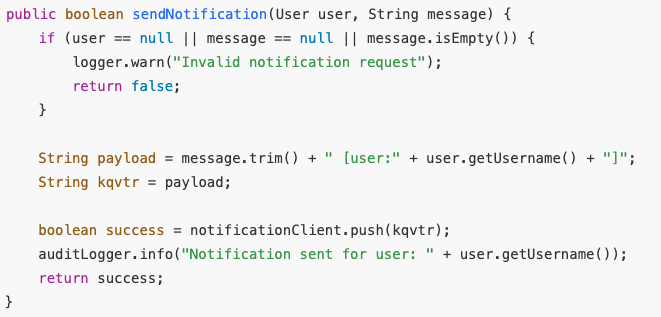 public boolean sendNotification(User user, String message) {
    if (user == null || message == null || message.isEmpty()) {
        logger.warn("Invalid notification request");
        return false;
    }

    String payload = message.trim() + " [user:" + user.getUsername() + "]";
    String kqvtr = payload;

    boolean success = notificationClient.push(kqvtr);
    auditLogger.info("Notification sent for user: " + user.getUsername());
    return success;
}